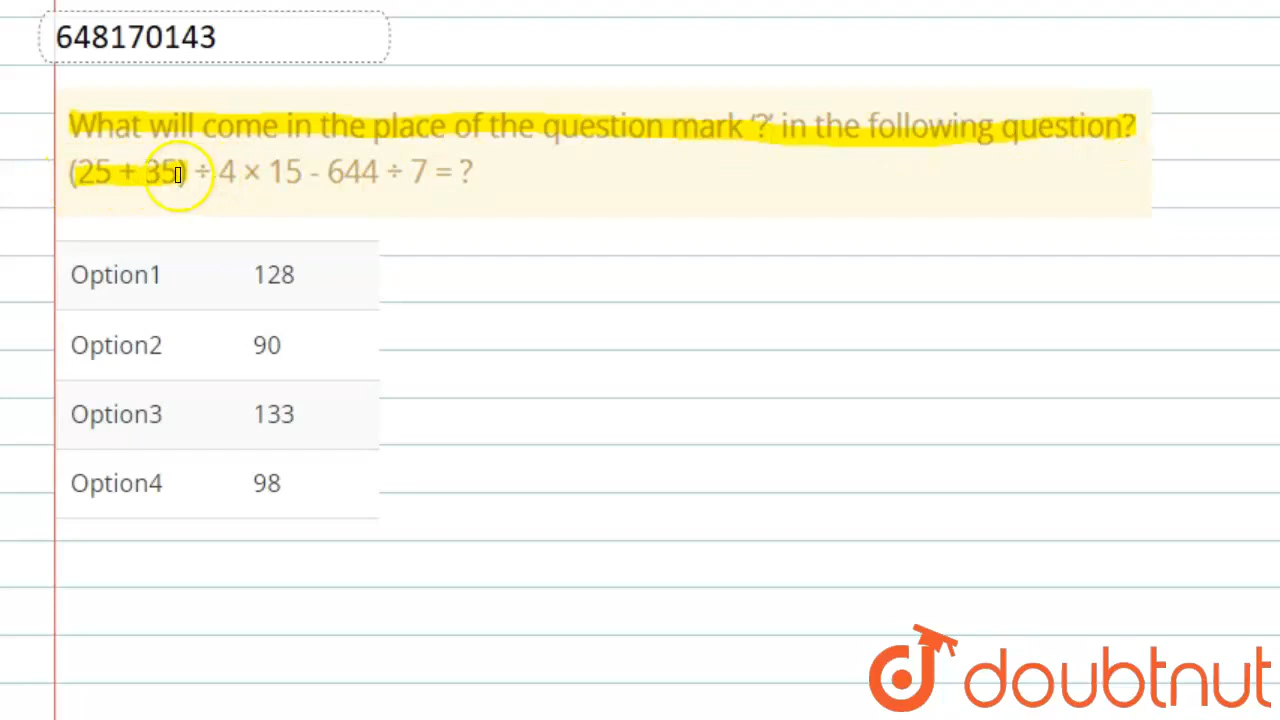 648170143
What will come in the place of the question mark ‘?’ in the following question?
(25 + 35) ÷ 4 × 15 - 644 ÷ 7 = ?
Option1 128
Option2 90
Option3 133
Option4 98
doubtnut